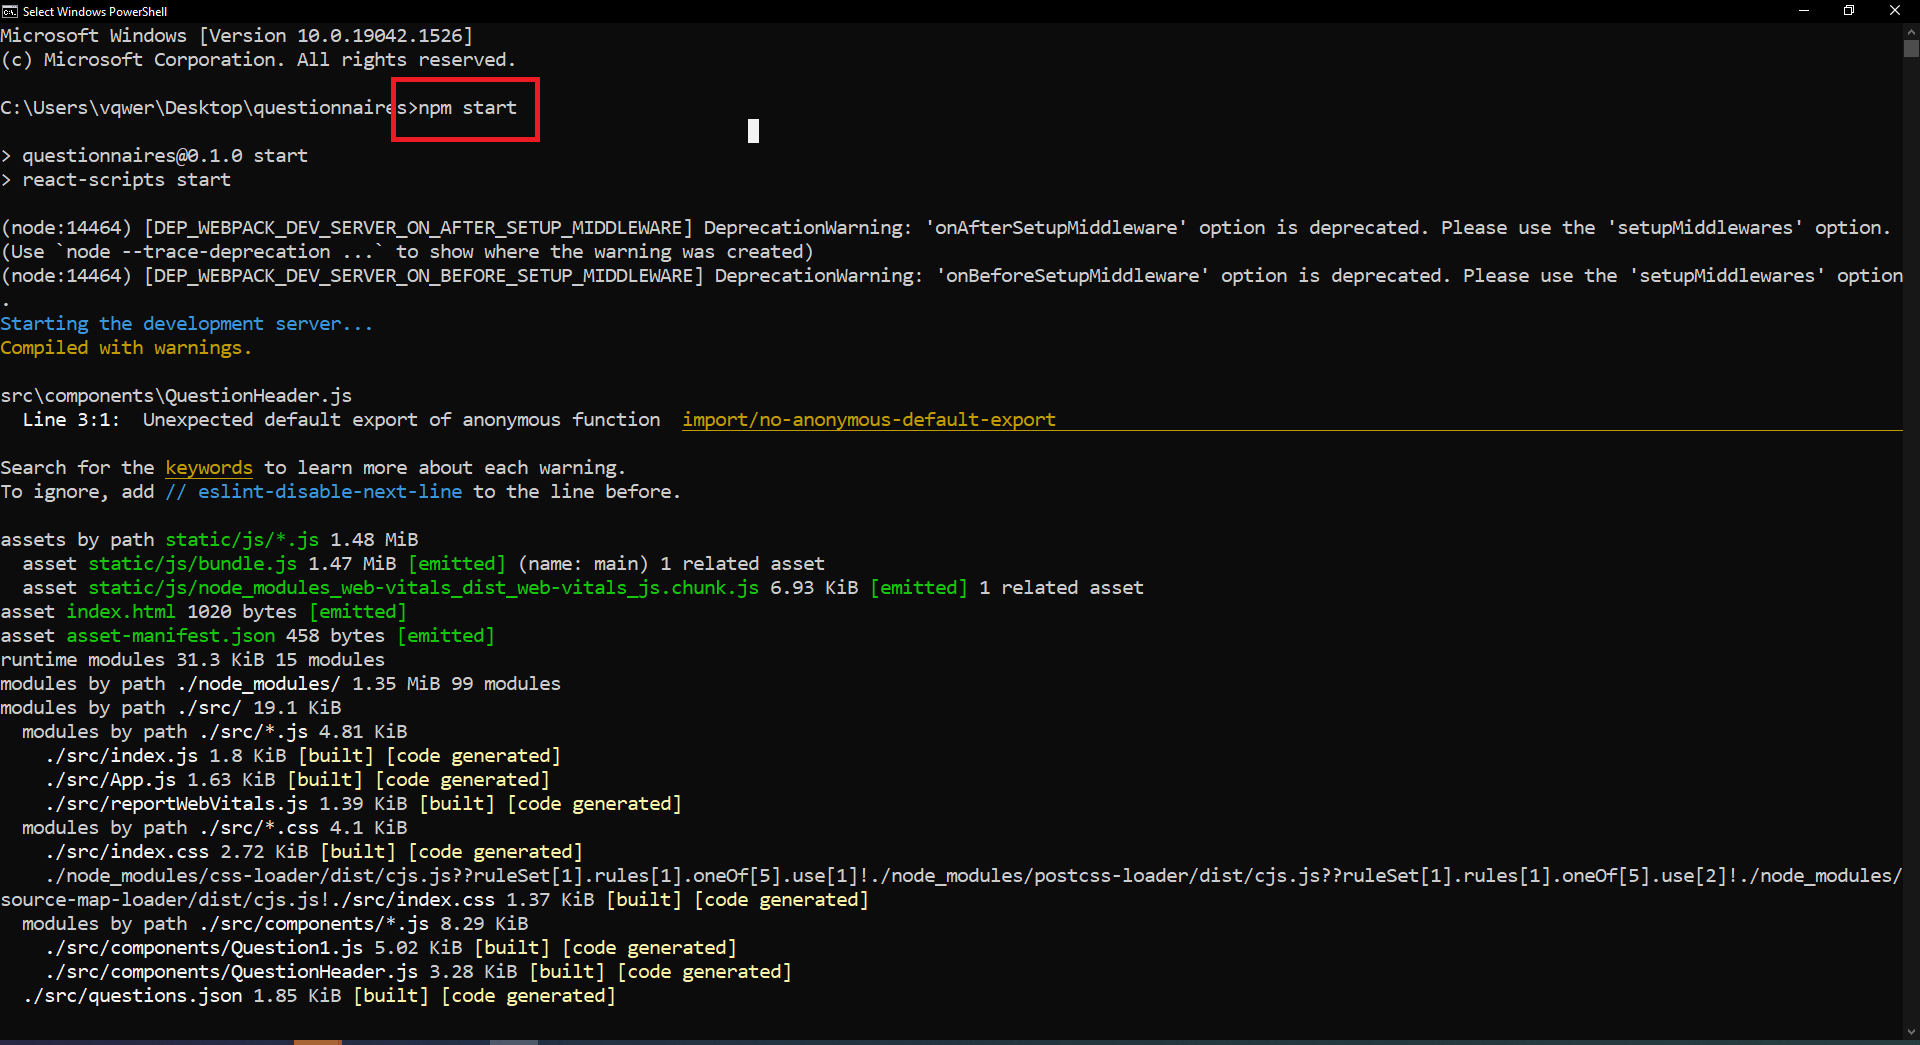 Select Windows PowerShell
Microsoft Windows [Version 10.0.19042.1526]
(c) Microsoft Corporation. All rights reserved.
C:\Users\vqwer\Desktop\questionnaires>npm start
> questionnaires@0.1.0 start
> react-scripts start
(node:14464) [DEP_WEBPACK_DEV_SERVER_ON_AFTER_SETUP_MIDDLEWARE] DeprecationWarning: 'onAfterSetupMiddleware' option is deprecated. Please use the 'setupMiddlewares' option.
(Use `node --trace-deprecation ...` to show where the warning was created)
(node:14464) [DEP_WEBPACK_DEV_SERVER_ON_BEFORE_SETUP_MIDDLEWARE] DeprecationWarning: 'onBeforeSetupMiddleware' option is deprecated. Please use the 'setupMiddlewares' option
.
Starting the development server...
Compiled with warnings.
src\components\QuestionHeader.js
  Line 3:1:  Unexpected default export of anonymous function  import/no-anonymous-default-export
Search for the keywords to learn more about each warning.
To ignore, add // eslint-disable-next-line to the line before.
assets by path static/js/*.js 1.48 MiB
  asset static/js/bundle.js 1.47 MiB [emitted] (name: main) 1 related asset
  asset static/js/node_modules_web-vitals_dist_web-vitals_js.chunk.js 6.93 KiB [emitted] 1 related asset
asset index.html 1020 bytes [emitted]
asset asset-manifest.json 458 bytes [emitted]
runtime modules 31.3 KiB 15 modules
modules by path ./node_modules/ 1.35 MiB 99 modules
modules by path ./src/ 19.1 KiB
  modules by path ./src/*.js 4.81 KiB
    ./src/index.js 1.8 KiB [built] [code generated]
    ./src/App.js 1.63 KiB [built] [code generated]
    ./src/reportWebVitals.js 1.39 KiB [built] [code generated]
  modules by path ./src/*.css 4.1 KiB
    ./src/index.css 2.72 KiB [built] [code generated]
    ./node_modules/css-loader/dist/cjs.js??ruleSet[1].rules[1].oneOf[5].use[1]!./node_modules/postcss-loader/dist/cjs.js??ruleSet[1].rules[1].oneOf[5].use[2]!./node_modules/
source-map-loader/dist/cjs.js!./src/index.css 1.37 KiB [built] [code generated]
  modules by path ./src/components/*.js 8.29 KiB
    ./src/components/Question1.js 5.02 KiB [built] [code generated]
    ./src/components/QuestionHeader.js 3.28 KiB [built] [code generated]
  ./src/questions.json 1.85 KiB [built] [code generated]